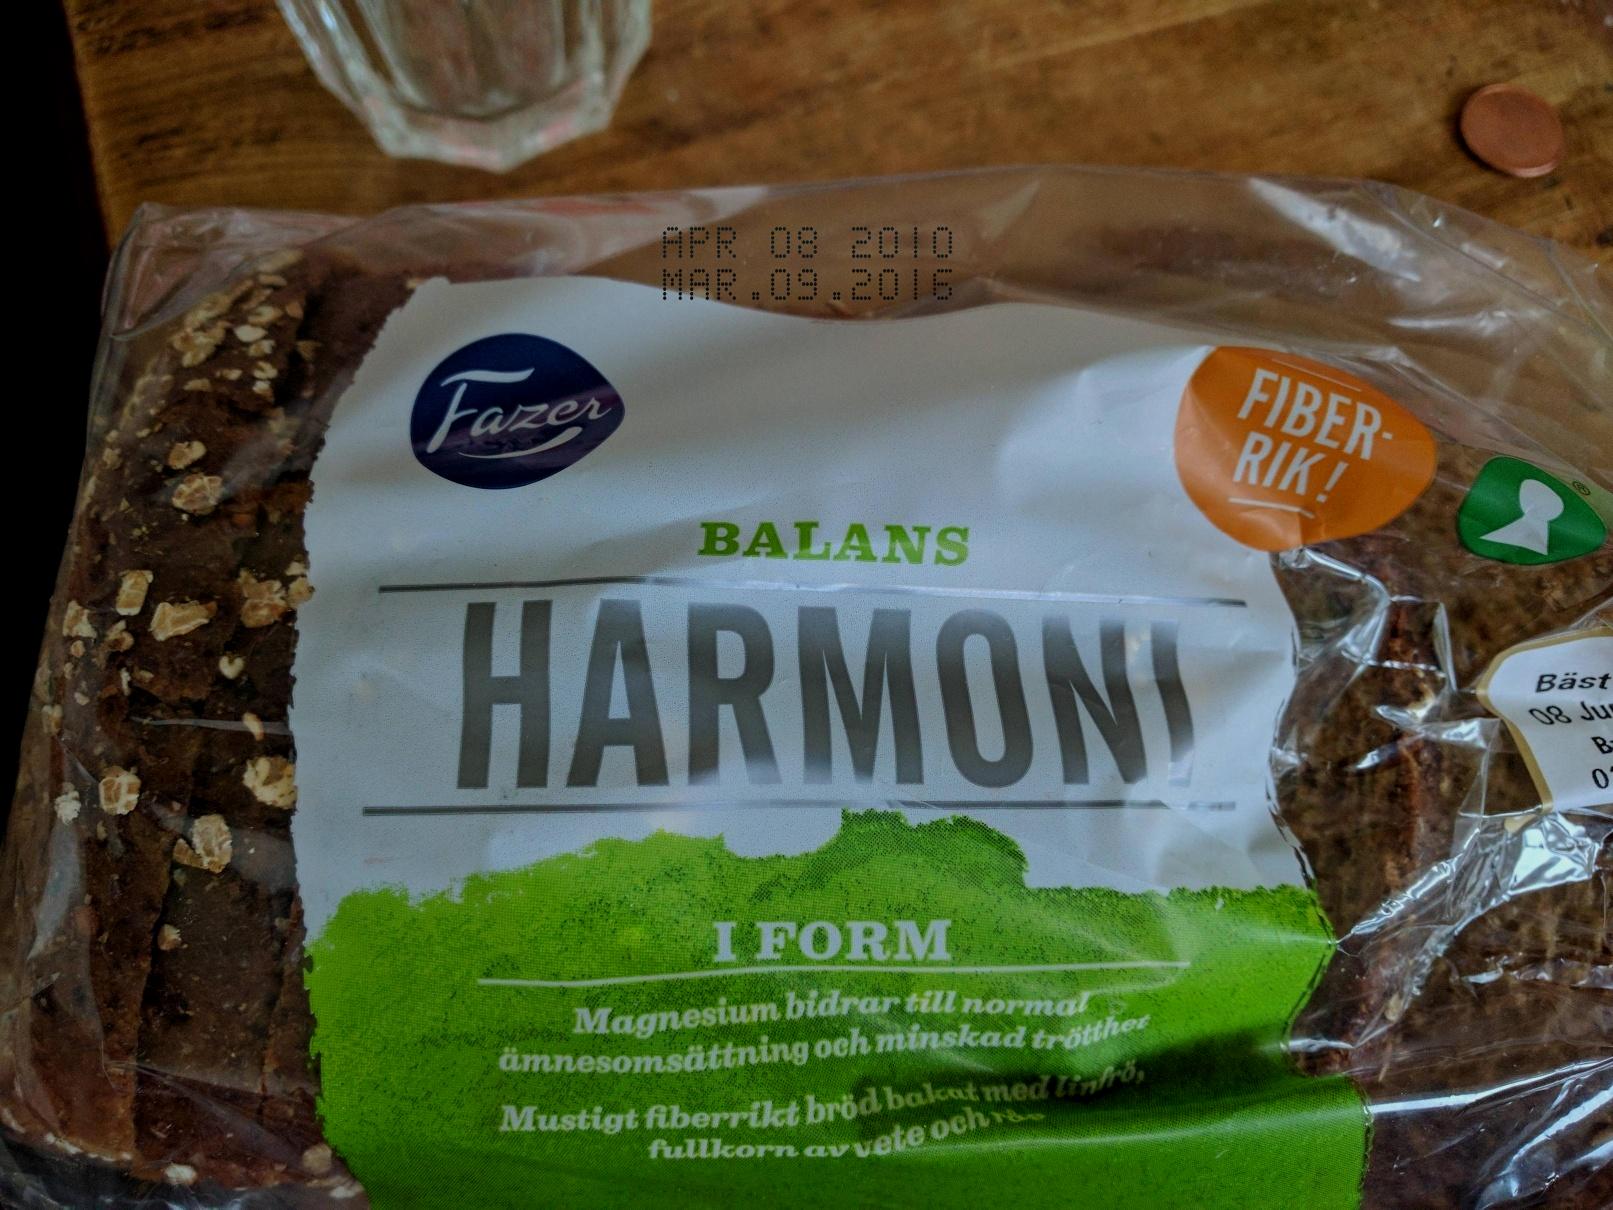 APR 08 2010
MAR.09.2016
Fazer
FIBER-
RIK!
BALANS
HARMONI
Bäst
08 Ju
I FORM
Magnesium bidrar till normal
ämnesomsättning och minskad trötthet
Mustigt fiberrikt bröd bakat med linfrö,
fullkorn av vete och